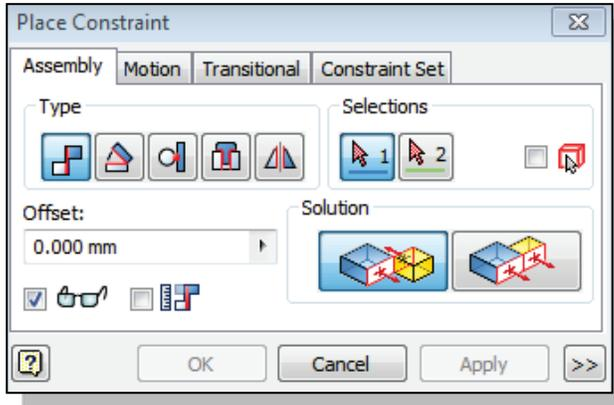 Place Constraint
Assembly Motion Transitional Constraint Set
Type Selections
1 2
Offset: Solution
0.000 mm
? OK Cancel Apply >>